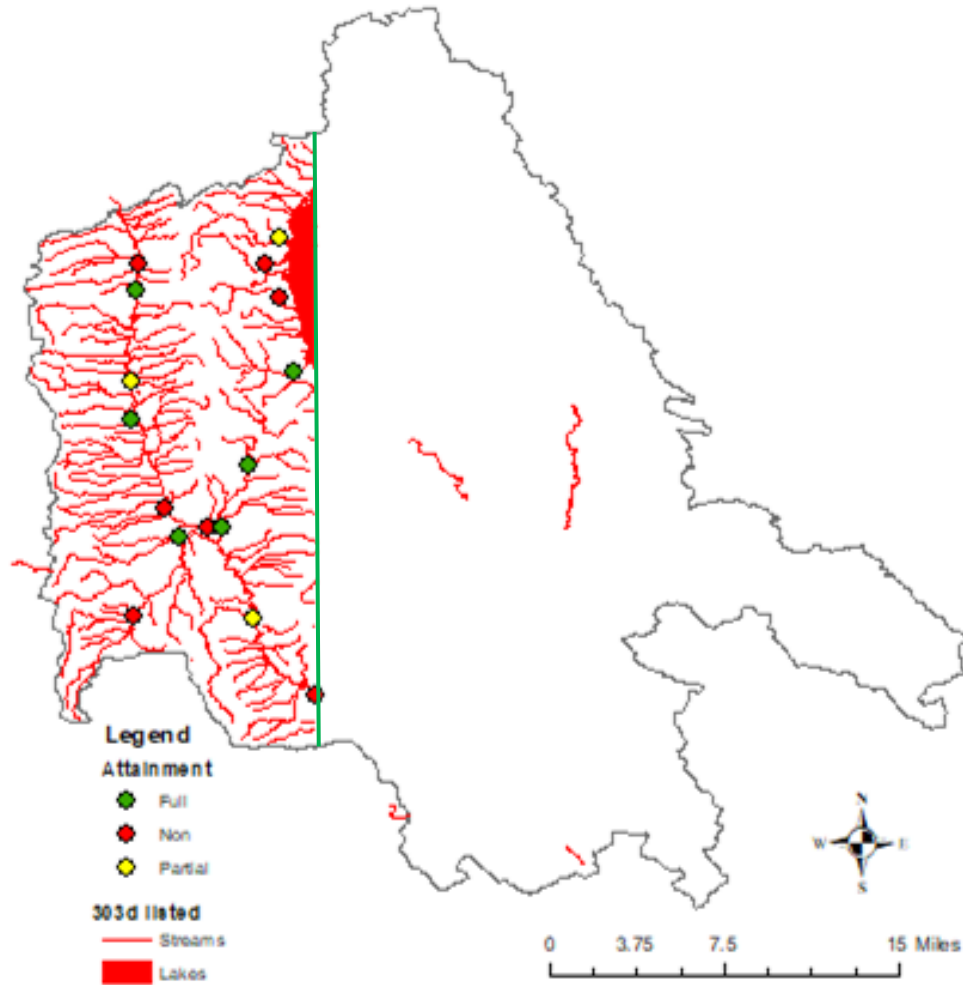 Legend
Attainment
Full
Non
Partial
303d listed
Streams
Lakes
N
W E
S
0 3.75 7.5 15 Miles